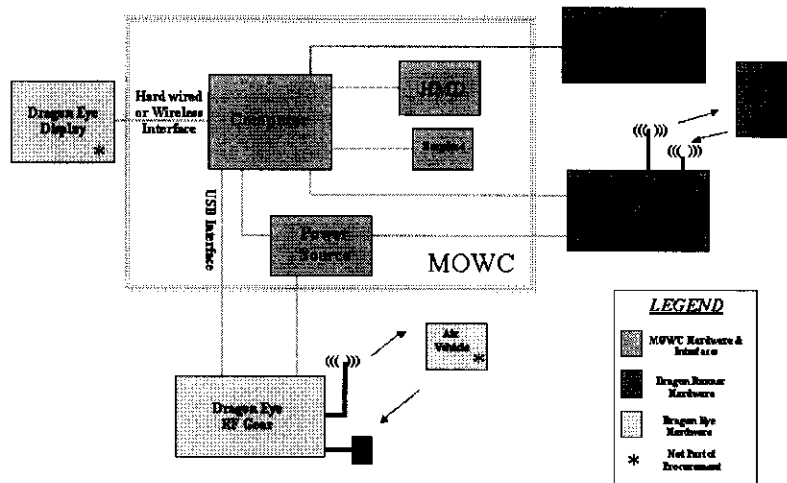 Hard wired
or Wireless
Interface
Dragon Eye
Display
*
Computer
HMD
Keypad
USB Interface
Power
Source
MOWC
Air
Vehicle
*
Dragon Eye
RF Gear
LEGEND
MOWC Hardware &
Interfaces
Dragon Runner
Hardware
Dragon Eye
Hardware
*
Not Part of
Procurement